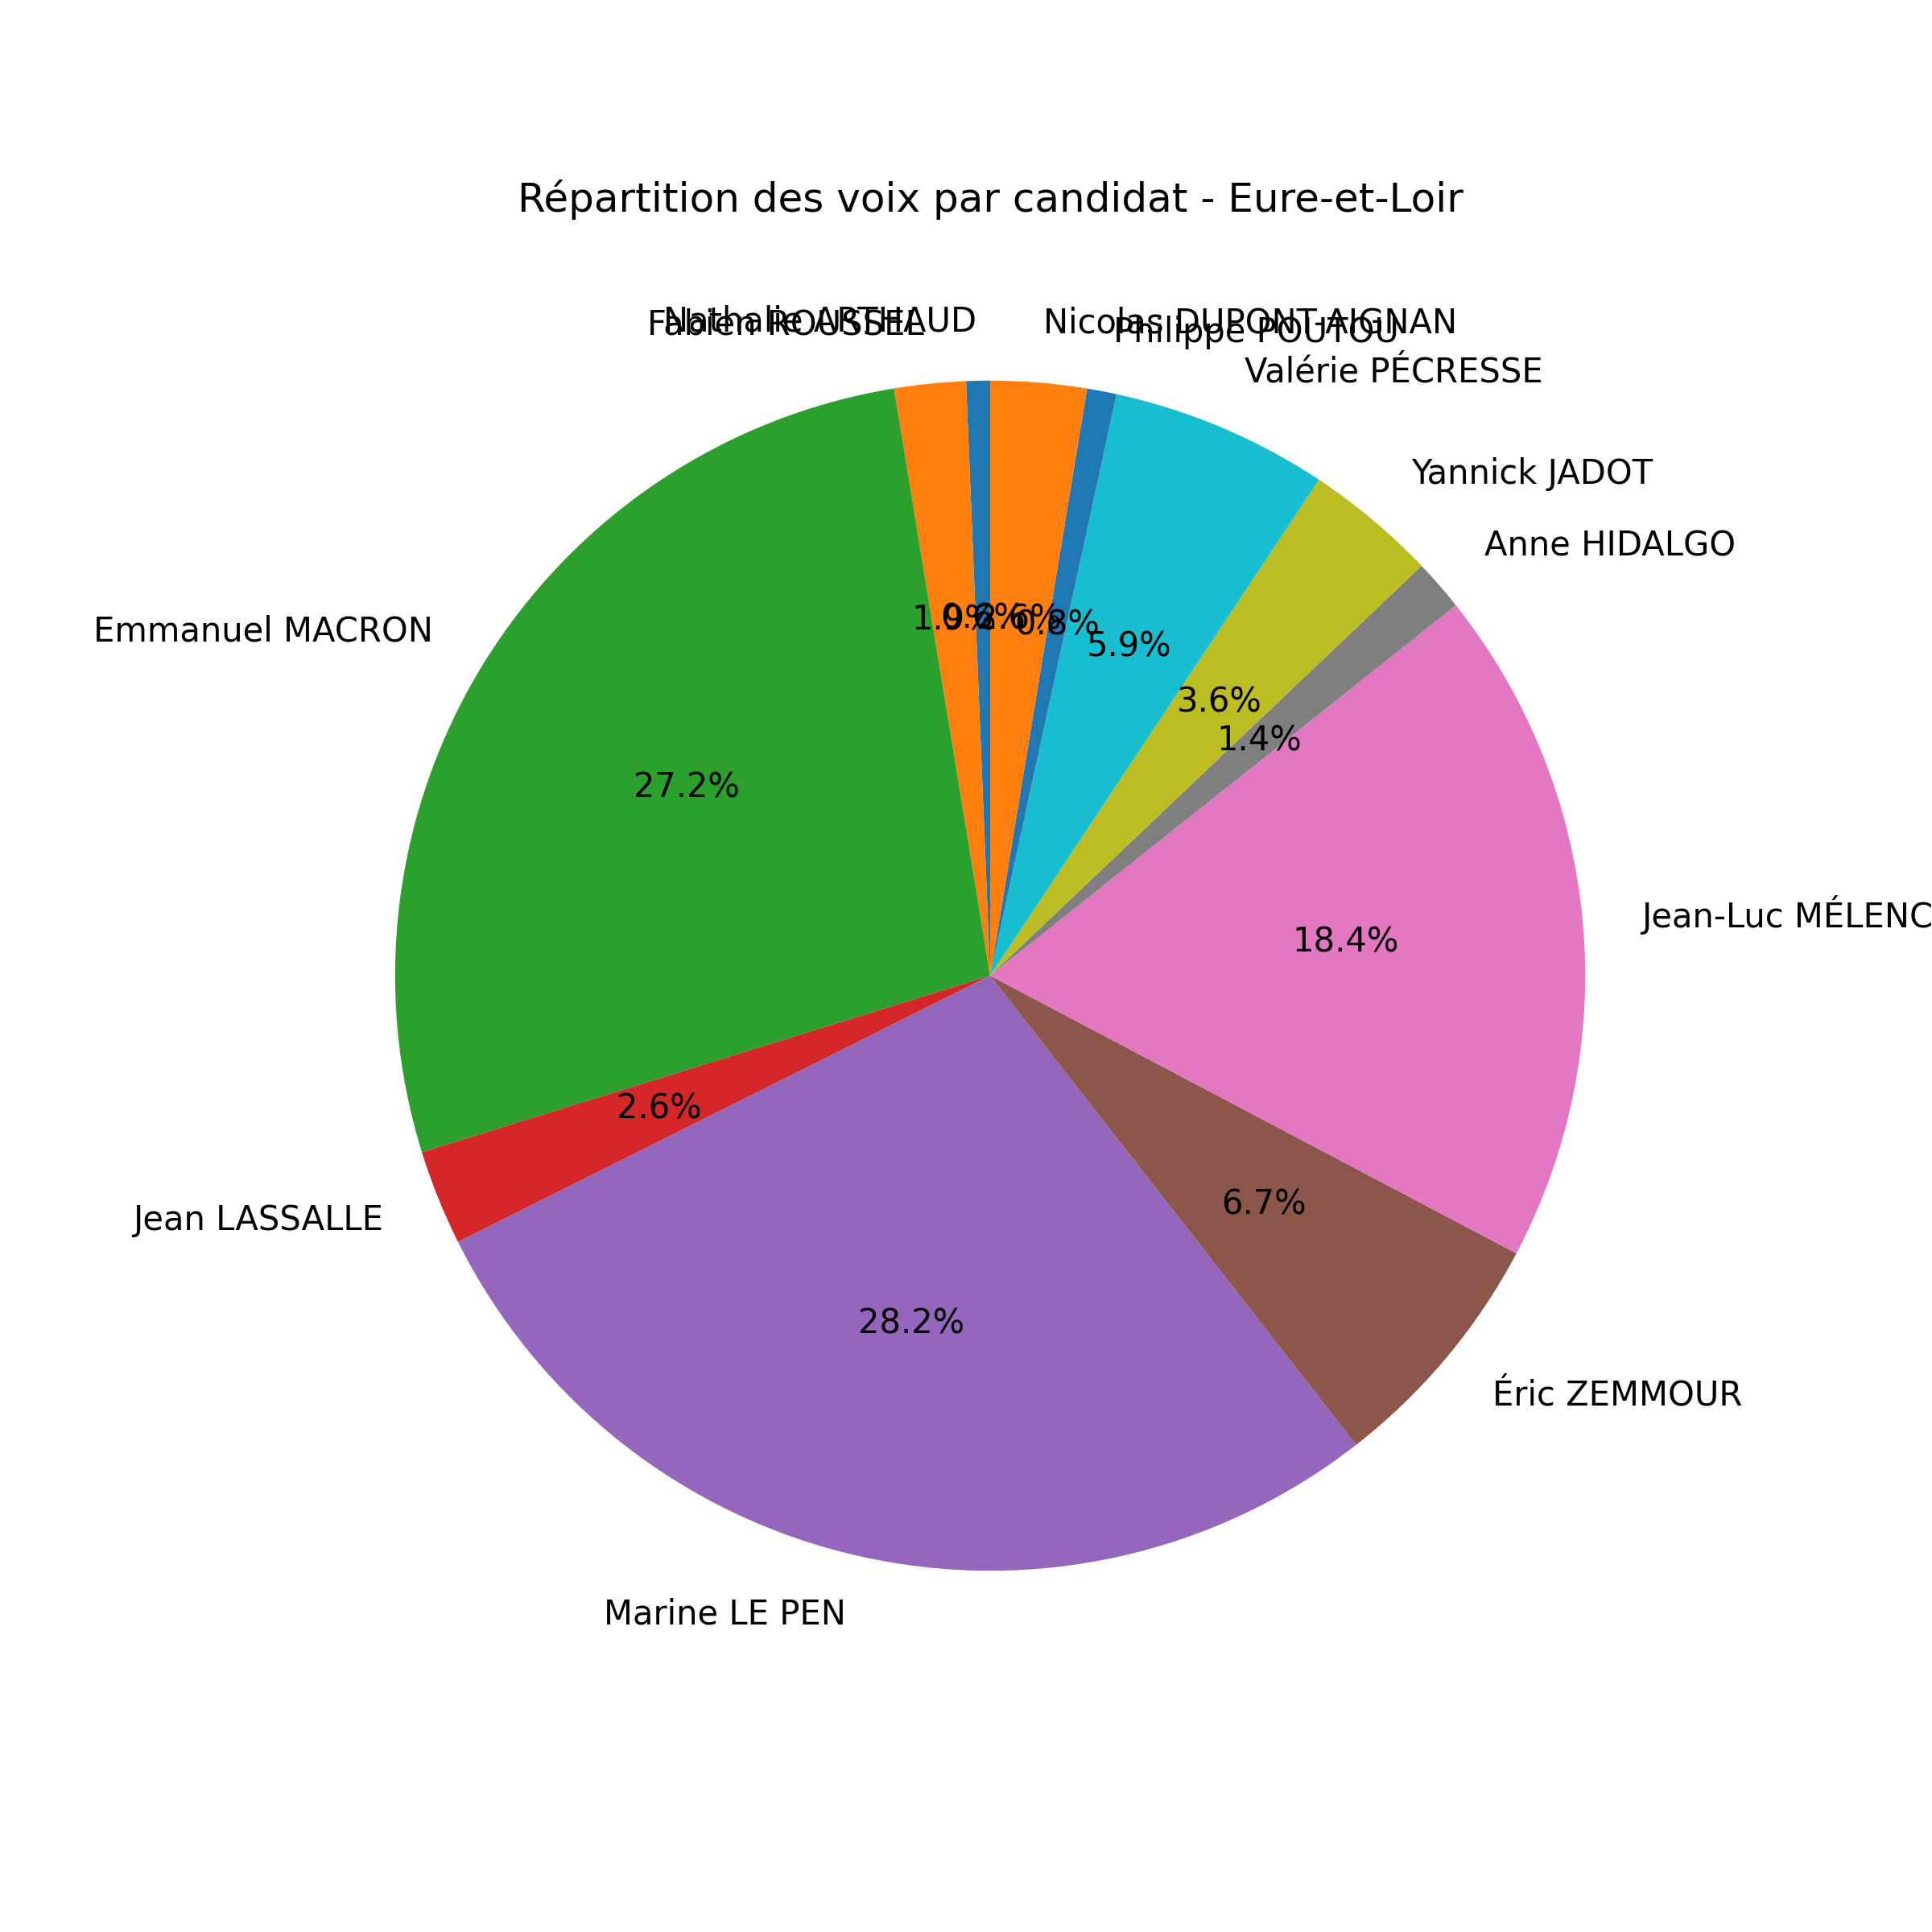 Répartition des voix par candidat - Eure-et-Loir
Nathalie ARTHAUD
Fabien ROUSSEL
Nicolas DUPONT-AIGNAN
Philippe POUTOU
Valérie PÉCRESSE
Yannick JADOT
Anne HIDALGO
Emmanuel MACRON
1.9%
0.6%
2.6%
0.8%
5.9%
3.6%
1.4%
27.2%
Jean-Luc MÉLENC
18.4%
2.6%
Jean LASSALLE
6.7%
28.2%
Éric ZEMMOUR
Marine LE PEN